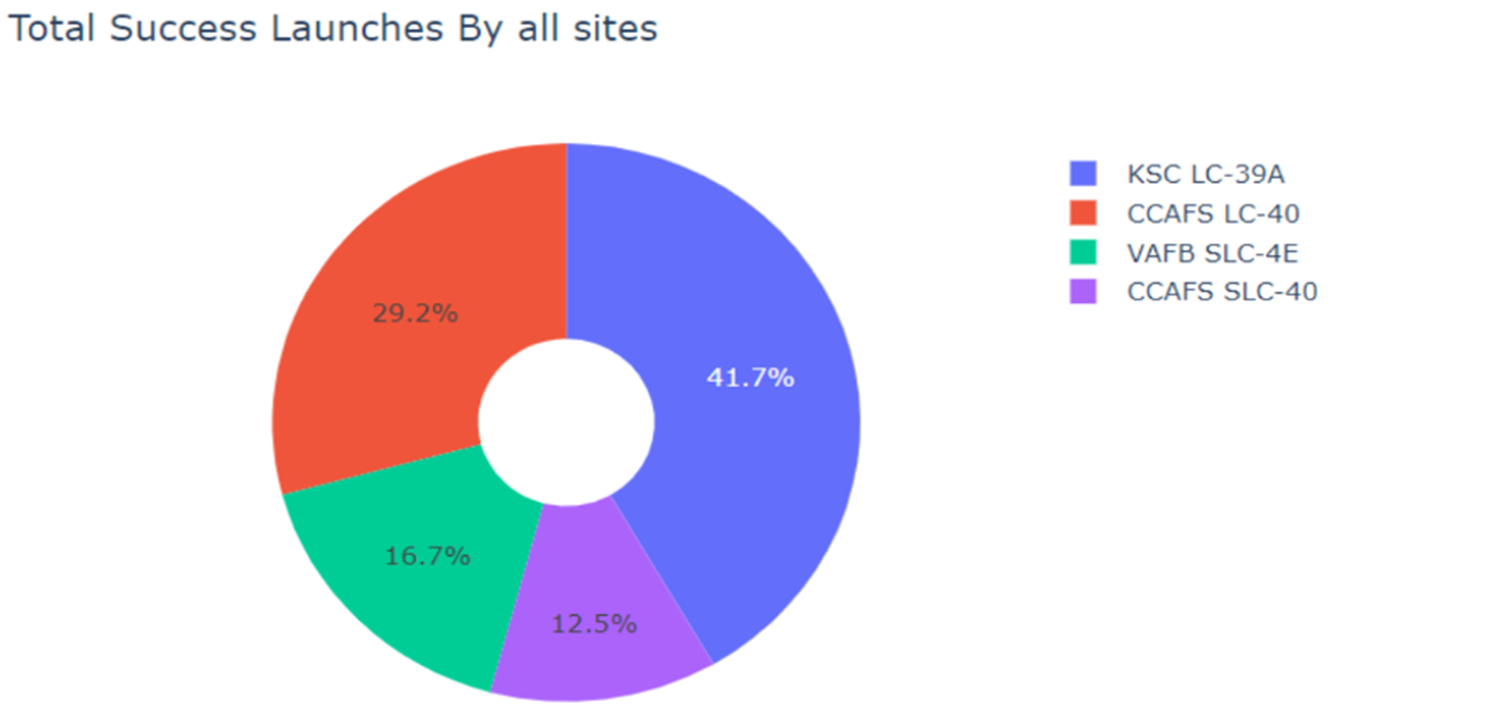 Total Success Launches By all sites
KSC LC-39A
CCAFS LC-40
VAFB SLC-4E
CCAFS SLC-40
29.2%
41.7%
16.7%
12.5%